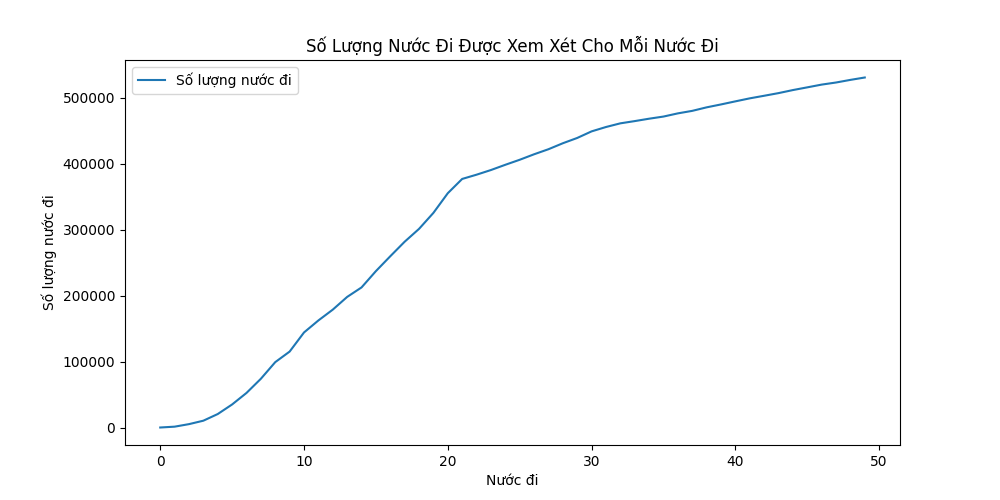 Số Lượng Nước Đi Được Xem Xét Cho Mỗi Nước Đi
Số lượng nước đi
500000
400000
300000
200000
100000
0
Số lượng nước đi
0 10 20 30 40 50
Nước đi